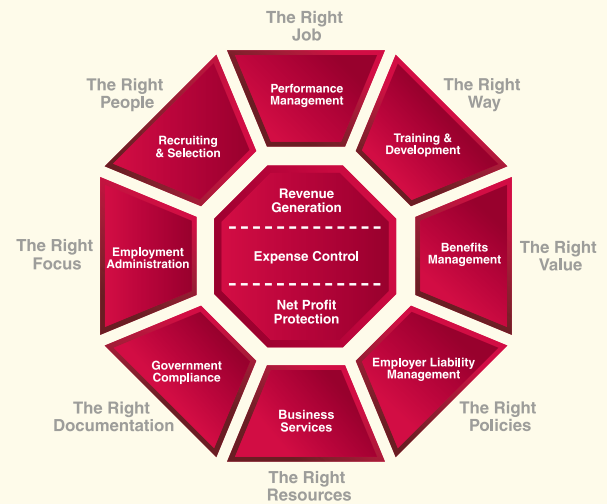 The Right
Job
The Right
People
The Right
Way
Performance
Management
Recruiting
& Selection
Training &
Development
Revenue
Generation
The Right
Focus
Employment
Administration
Expense Control
Benefits
Management
The Right
Value
Net Profit
Protection
Government
Compliance
Employer Liability
Management
The Right
Documentation
Business
Services
The Right
Policies
The Right
Resources